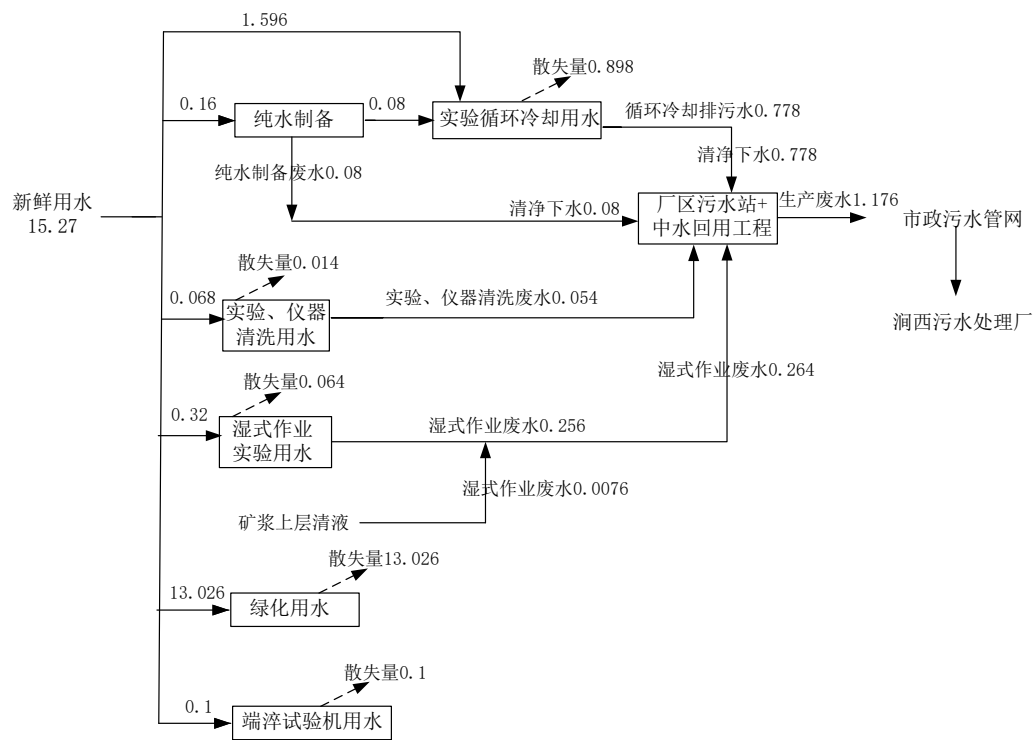 1.596
散失量0.898
0.16
纯水制备
0.08
实验循环冷却用水
循环冷却排污水0.778
清净下水0.778
纯水制备废水0.08
新鲜用水
15.27
清净下水0.08
厂区污水站+
中水回用工程
生产废水1.176
市政污水管网
散失量0.014
0.068
实验、仪器
清洗用水
实验、仪器清洗废水0.054
涧西污水处理厂
散失量0.064
湿式作业废水0.264
0.32
湿式作业
实验用水
湿式作业废水0.256
湿式作业废水0.0076
矿浆上层清液
散失量13.026
13.026
绿化用水
散失量0.1
0.1
端淬试验机用水